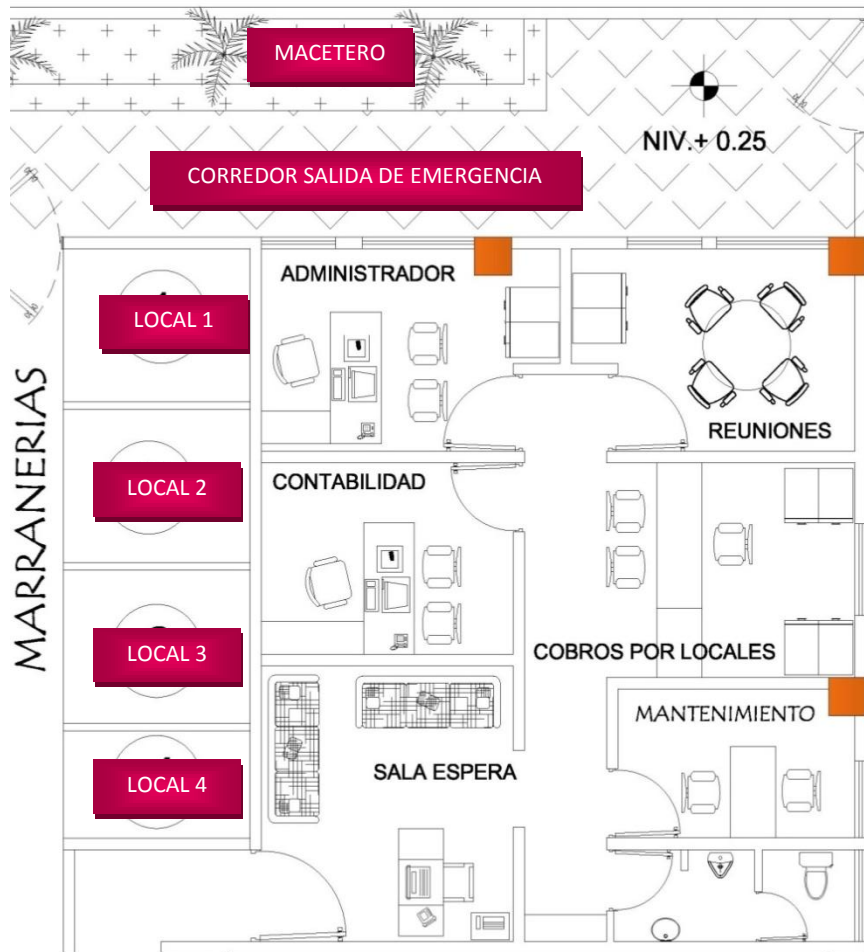 MACETERO
NIV.+ 0.25
CORREDOR SALIDA DE EMERGENCIA
ADMINISTRADOR
LOCAL 1
MARRANERIAS
REUNIONES
LOCAL 2
CONTABILIDAD
LOCAL 3
COBROS POR LOCALES
MANTENIMIENTO
SALA ESPERA
LOCAL 4